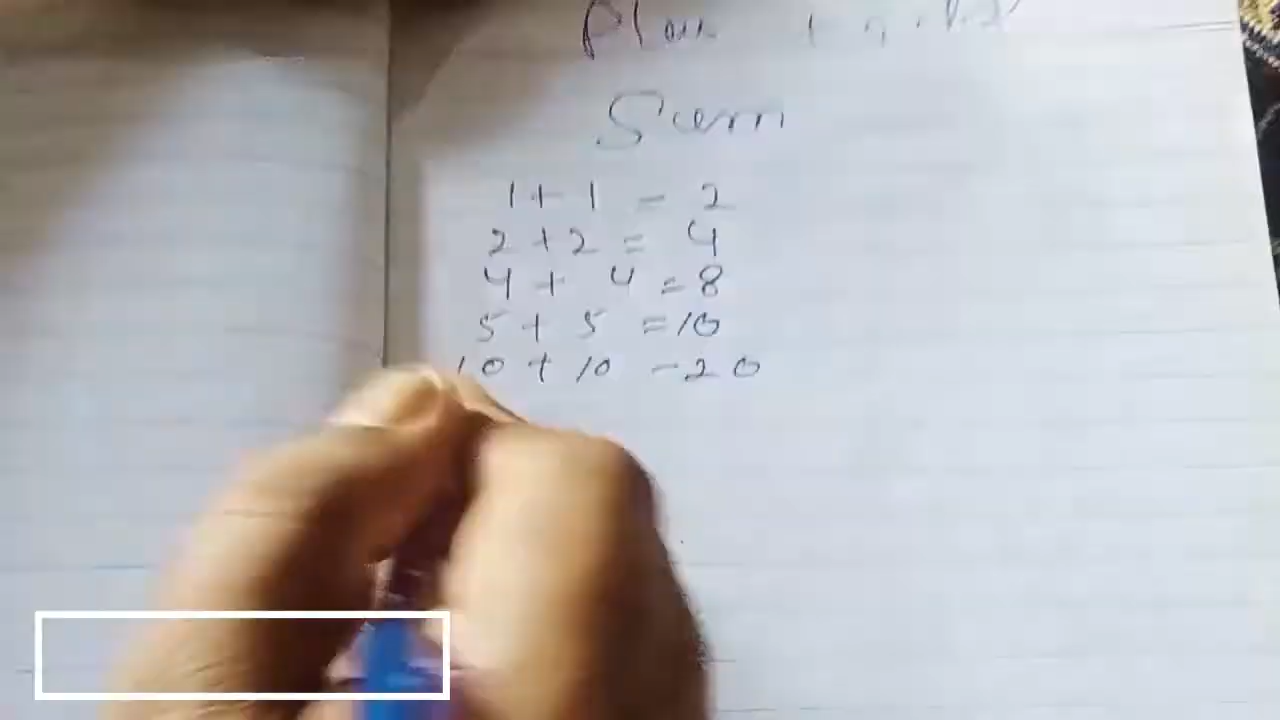 Sum
1 + 1 = 2
2 + 2 = 4
4 + 4 = 8
5 + 5 = 10
10 + 10 = 20